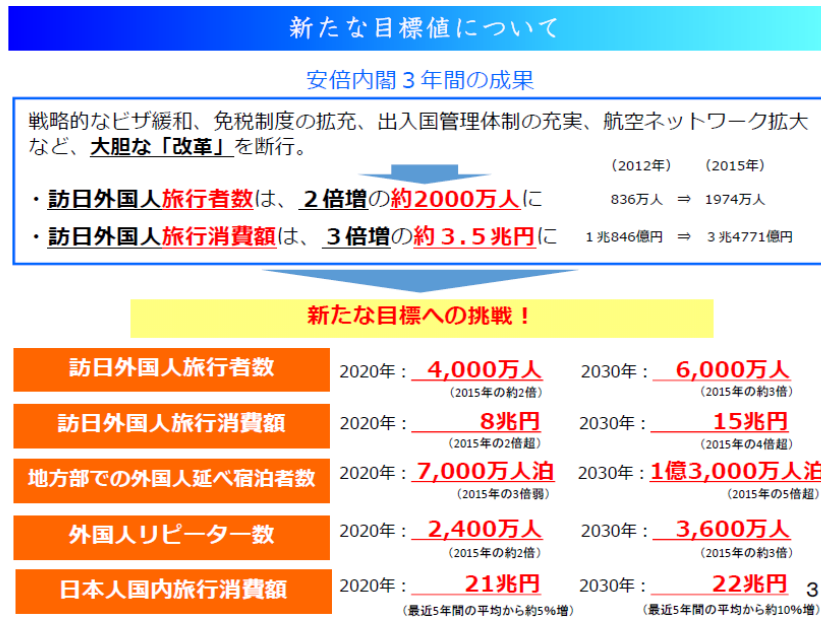 新たな目標値について
安倍内閣3年間の成果
戦略的なビザ緩和、免税制度の拡充、出入国管理体制の充実、航空ネットワーク拡大
など、大胆な「改革」を断行。
(2012年) (2015年)
・訪日外国人旅行者数は、２倍増の約2000万人に 836万人 ⇒ 1974万人
・訪日外国人旅行消費額は、３倍増の約３.５兆円に 1兆846億円 ⇒ 3兆4771億円
新たな目標への挑戦！
訪日外国人旅行者数 2020年： 4,000万人 2030年： 6,000万人
(2015年の約2倍) (2015年の約3倍)
訪日外国人旅行消費額 2020年： 8兆円 2030年： 15兆円
(2015年の2倍超) (2015年の4倍超)
地方部での外国人延べ宿泊者数 2020年： 7,000万人泊 2030年： 1億3,000万人泊
(2015年の3倍弱) (2015年の5倍超)
外国人リピーター数 2020年： 2,400万人 2030年： 3,600万人
(2015年の約2倍) (2015年の約3倍)
日本人国内旅行消費額 2020年： 21兆円 2030年： 22兆円 3
(最近5年間の平均から約5%増) (最近5年間の平均から約10%増)